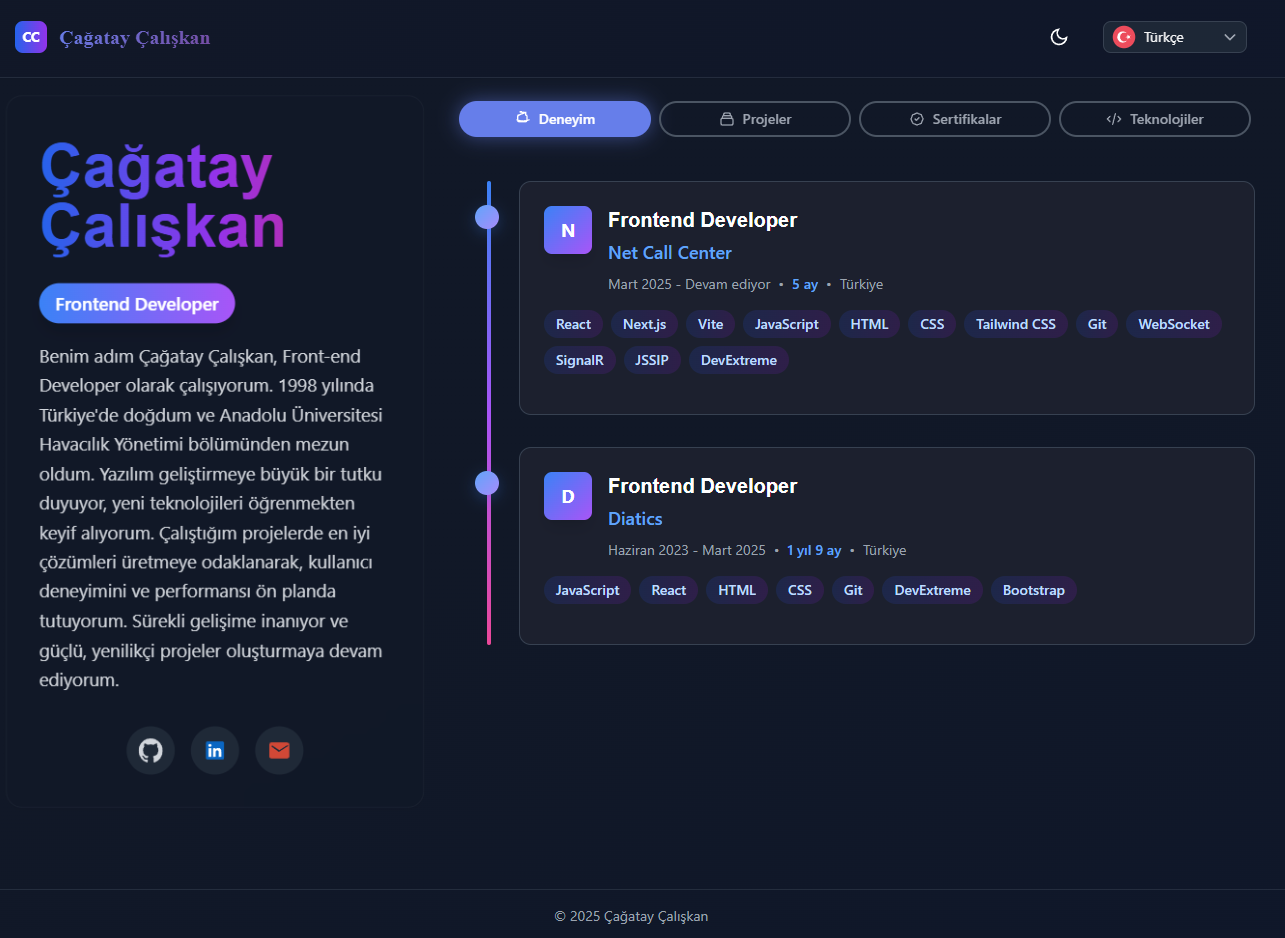 CC Çağatay Çalışkan
Türkçe
Çağatay
Çalışkan
Frontend Developer
Benim adım Çağatay Çalışkan, Front-end
Developer olarak çalışıyorum. 1998 yılında
Türkiye'de doğdum ve Anadolu Üniversitesi
Havacılık Yönetimi bölümünden mezun
oldum. Yazılım geliştirmeye büyük bir tutku
duyuyor, yeni teknolojileri öğrenmekten
keyif alıyorum. Çalıştığım projelerde en iyi
çözümleri üretmeye odaklanarak, kullanıcı
deneyimini ve performansı ön planda
tutuyorum. Sürekli gelişime inanıyor ve
güçlü, yenilikçi projeler oluşturmaya devam
ediyorum.
in
Deneyim Projeler Sertifikalar Teknolojiler
N
Frontend Developer
Net Call Center
Mart 2025 - Devam ediyor • 5 ay • Türkiye
React Next.js Vite JavaScript HTML CSS Tailwind CSS Git WebSocket
SignalR JSSIP DevExtreme
D
Frontend Developer
Diatics
Haziran 2023 - Mart 2025 • 1 yıl 9 ay • Türkiye
JavaScript React HTML CSS Git DevExtreme Bootstrap
© 2025 Çağatay Çalışkan